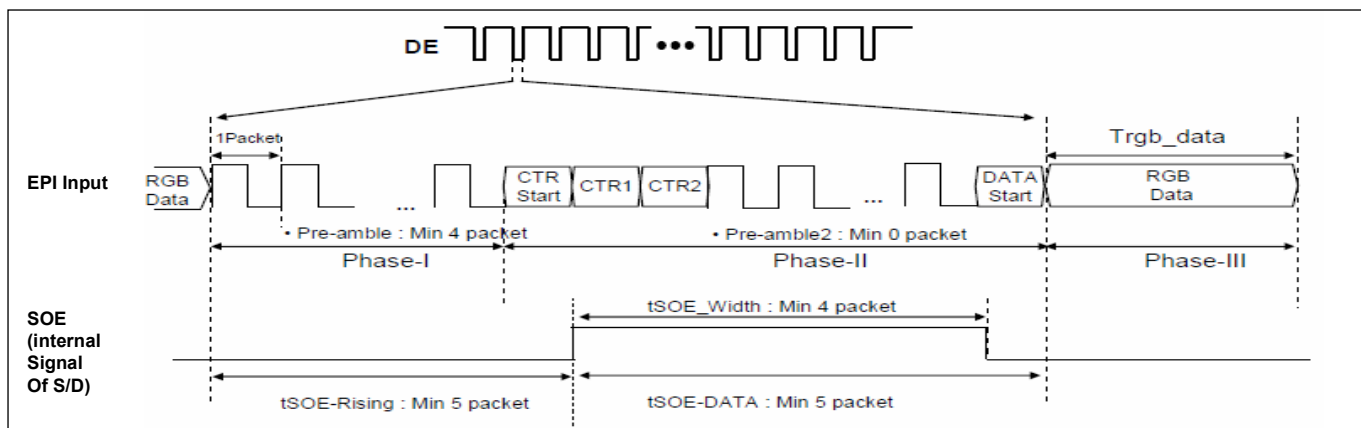 DE
1Packet
Trgb_data
EPI Input
RGB
Data
...
CTR
Start
CTR1
CTR2
...
DATA
Start
RGB
Data
• Pre-amble : Min 4 packet
• Pre-amble2 : Min 0 packet
Phase-I
Phase-II
Phase-III
SOE
(internal
Signal
Of S/D)
tSOE_Width : Min 4 packet
tSOE-Rising : Min 5 packet
tSOE-DATA : Min 5 packet